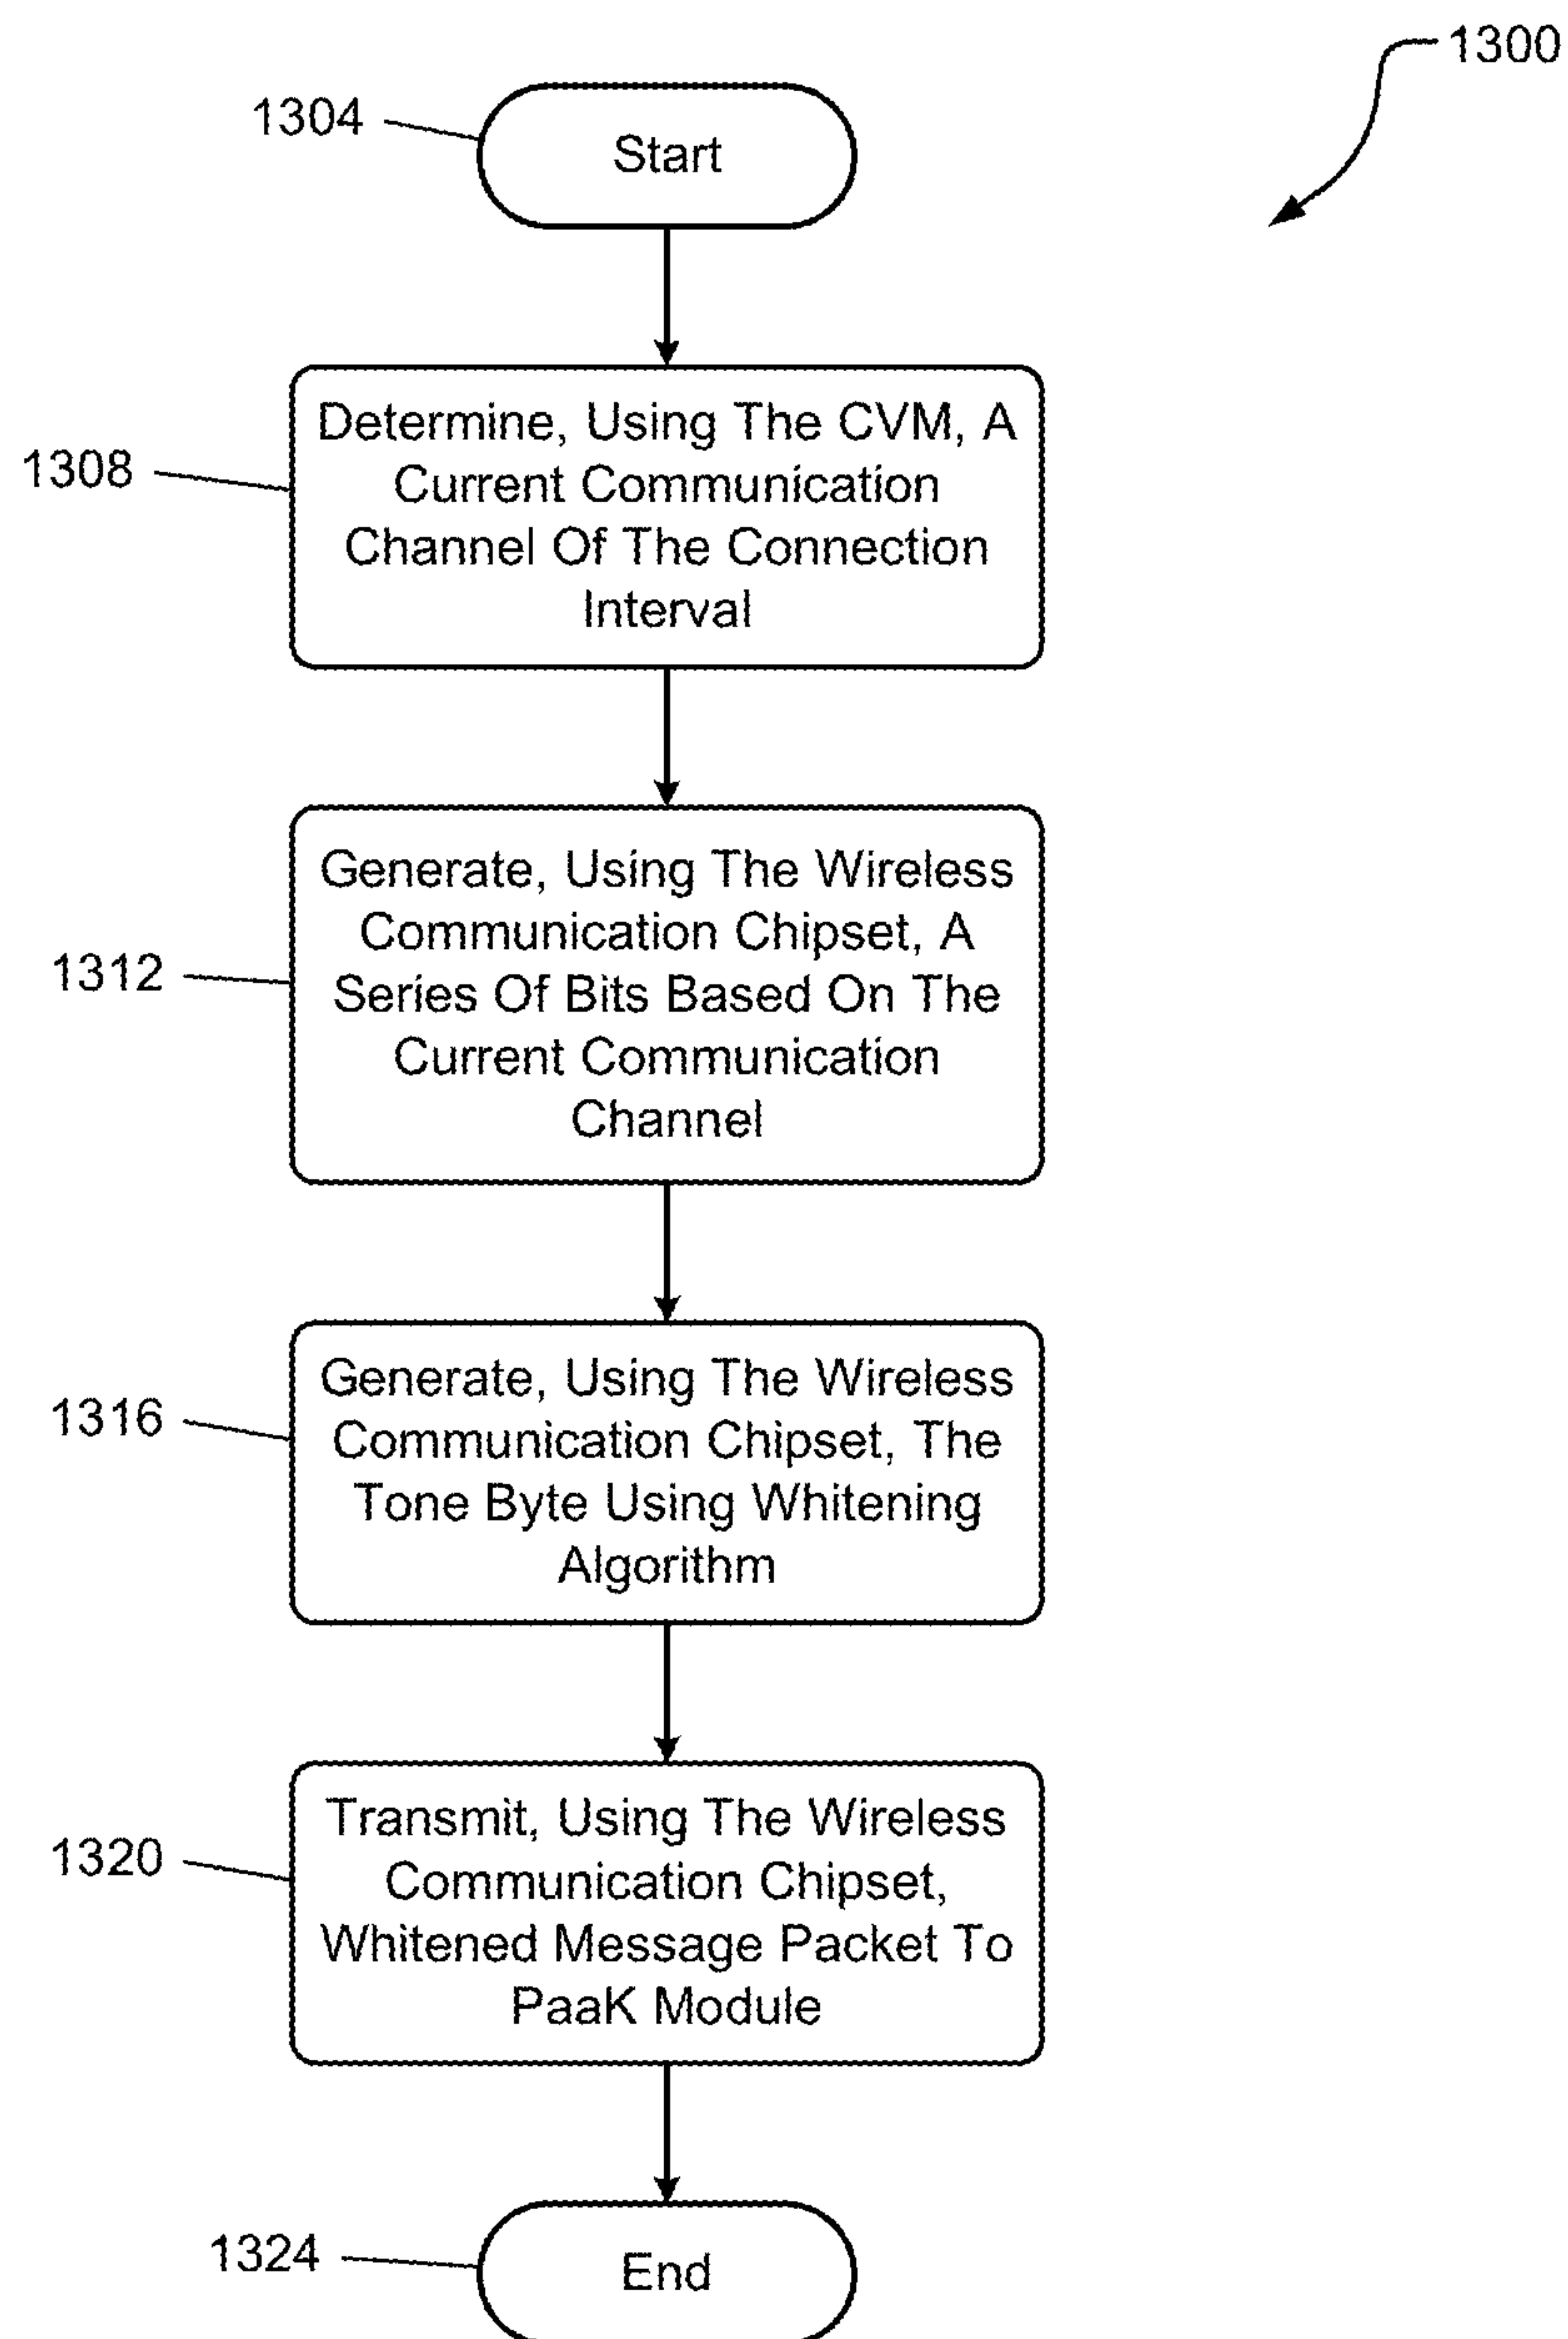 1300
1304
Start
1308
Determine, Using The CVM, A
Current Communication
Channel Of The Connection
Interval
1312
Generate, Using The Wireless
Communication Chipset, A
Series Of Bits Based On The
Current Communication
Channel
1316
Generate, Using The Wireless
Communication Chipset, The
Tone Byte Using Whitening
Algorithm
1320
Transmit, Using The Wireless
Communication Chipset,
Whitened Message Packet To
PaaK Module
1324
End